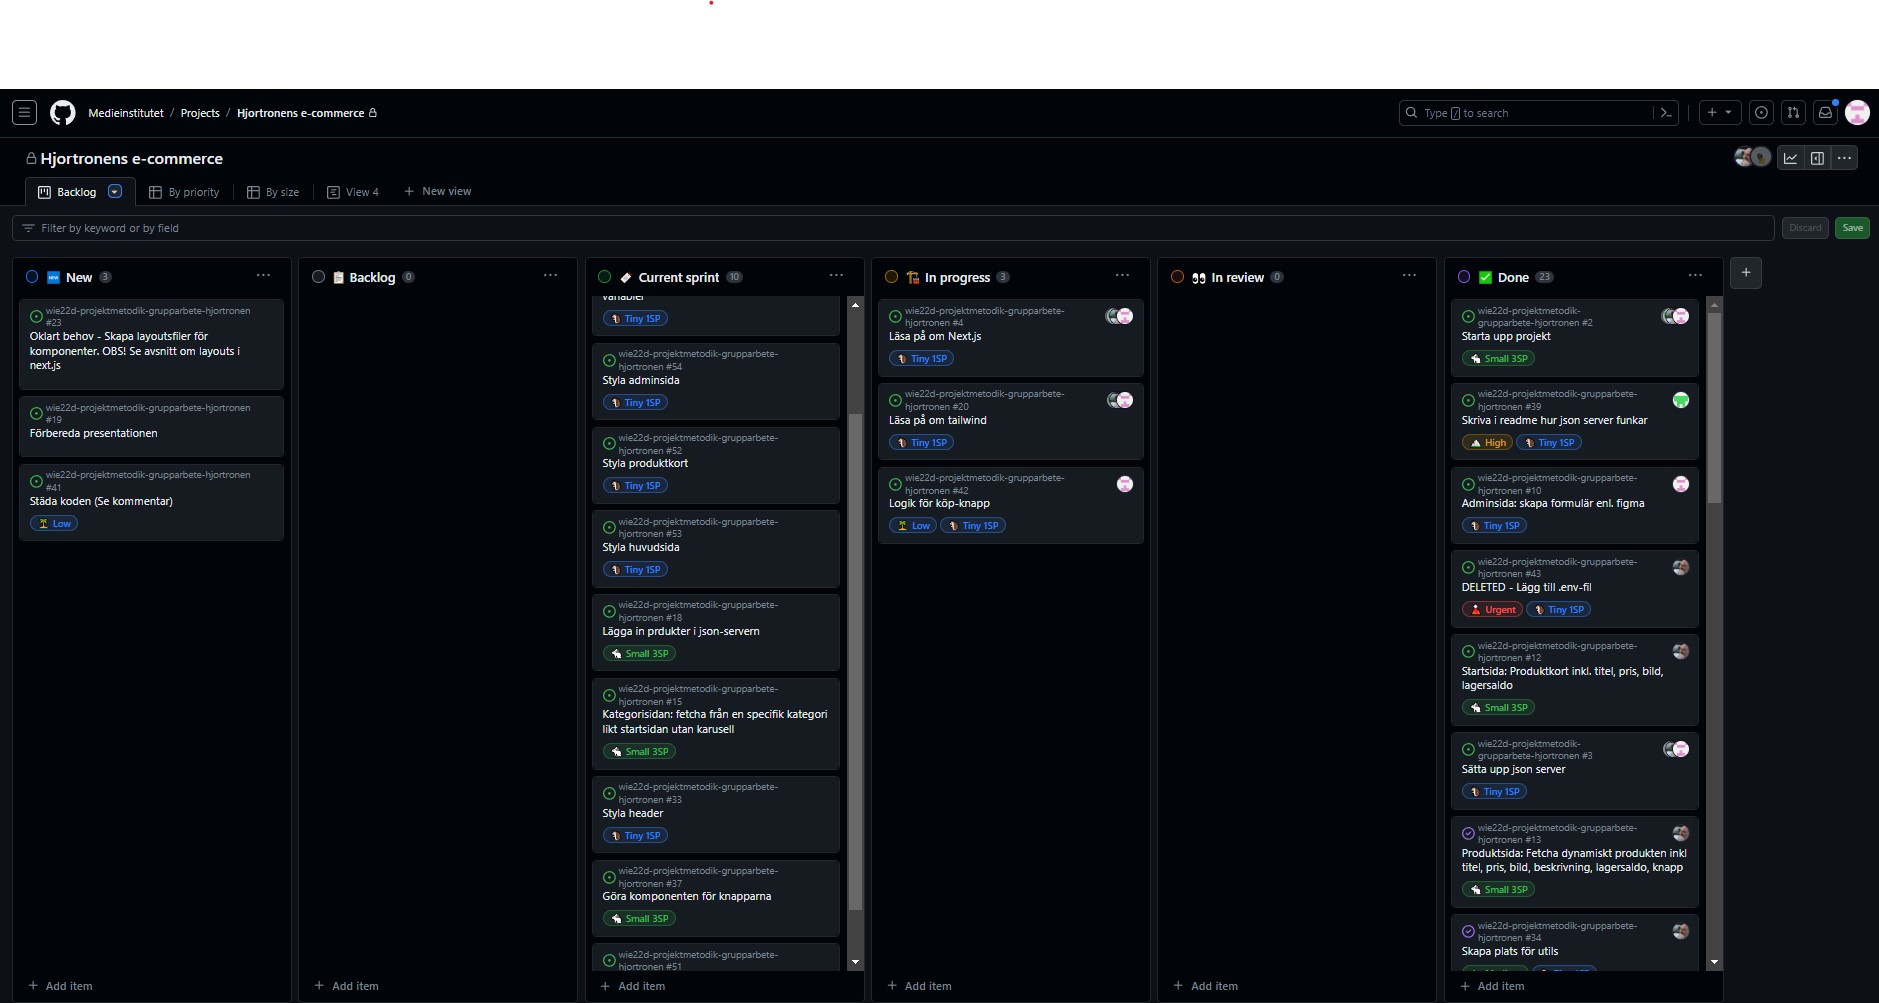 Medieinstitutet / Projects / Hjortronens e-commerce
Type / to search
Hjortronens e-commerce
Backlog
By priority
By size
View 4
New view
Filter by keyword or by field
Discard
Save
NEW New 3
wie22d-projektmetodik-grupparbete-hjortronen
#23
Oklart behov - Skapa layoutsfiler för
komponenter. OBS! Se avsnitt om layouts i
next.js
wie22d-projektmetodik-grupparbete-hjortronen
#19
Förbereda presentationen
wie22d-projektmetodik-grupparbete-hjortronen
#41
Städa koden (Se kommentar)
Low
Add item
Backlog 0
Add item
Current sprint 10
variabler
Tiny 1SP
wie22d-projektmetodik-grupparbete-
hjortronen #54
Styla adminsida
Tiny 1SP
wie22d-projektmetodik-grupparbete-
hjortronen #52
Styla produktkort
Tiny 1SP
wie22d-projektmetodik-grupparbete-
hjortronen #53
Styla huvudsida
Tiny 1SP
wie22d-projektmetodik-grupparbete-
hjortronen #18
Lägga in prdukter i json-servern
Small 3SP
wie22d-projektmetodik-grupparbete-
hjortronen #15
Kategorisidan: fetcha från en specifik kategori
likt startsidan utan karusell
Small 3SP
wie22d-projektmetodik-grupparbete-
hjortronen #33
Styla header
Tiny 1SP
wie22d-projektmetodik-grupparbete-
hjortronen #37
Göra komponenten för knapparna
Small 3SP
wie22d-projektmetodik-grupparbete-
hjortronen #51
Add item
In progress 3
wie22d-projektmetodik-grupparbete-
hjortronen #4
Läsa på om Next.js
Tiny 1SP
wie22d-projektmetodik-grupparbete-
hjortronen #20
Läsa på om tailwind
Tiny 1SP
wie22d-projektmetodik-grupparbete-
hjortronen #42
Logik för köp-knapp
Low Tiny 1SP
Add item
In review 0
Add item
Done 23
wie22d-projektmetodik-
grupparbete-hjortronen #2
Starta upp projekt
Small 3SP
wie22d-projektmetodik-grupparbete-
hjortronen #39
Skriva i readme hur json server funkar
High Tiny 1SP
wie22d-projektmetodik-grupparbete-
hjortronen #10
Adminsida: skapa formulär enl. figma
Tiny 1SP
wie22d-projektmetodik-grupparbete-
hjortronen #43
DELETED - Lägg till .env-fil
Urgent Tiny 1SP
wie22d-projektmetodik-grupparbete-
hjortronen #12
Startsida: Produktkort inkl. titel, pris, bild,
lagersaldo
Small 3SP
wie22d-projektmetodik-
grupparbete-hjortronen #3
Sätta upp json server
Tiny 1SP
wie22d-projektmetodik-grupparbete-
hjortronen #13
Produktsida: Fetcha dynamiskt produkten inkl
titel, pris, bild, beskrivning, lagersaldo, knapp
Small 3SP
wie22d-projektmetodik-grupparbete-
hjortronen #34
Skapa plats för utils
Add item